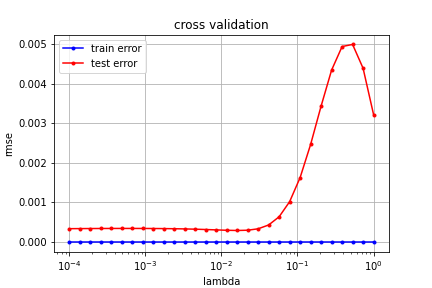 cross validation
train error
test error
0.005
0.004
0.003
0.002
0.001
0.000
rmse
10⁻⁴ 10⁻³ 10⁻² 10⁻¹ 10⁰
lambda